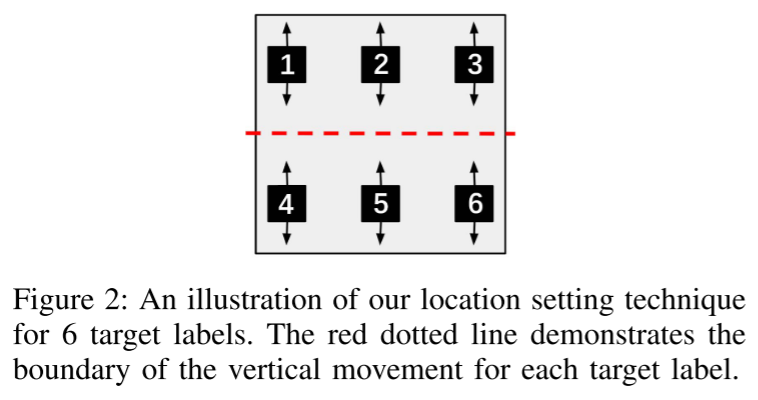 1 2 3
4 5 6
Figure 2: An illustration of our location setting technique
for 6 target labels. The red dotted line demonstrates the
boundary of the vertical movement for each target label.